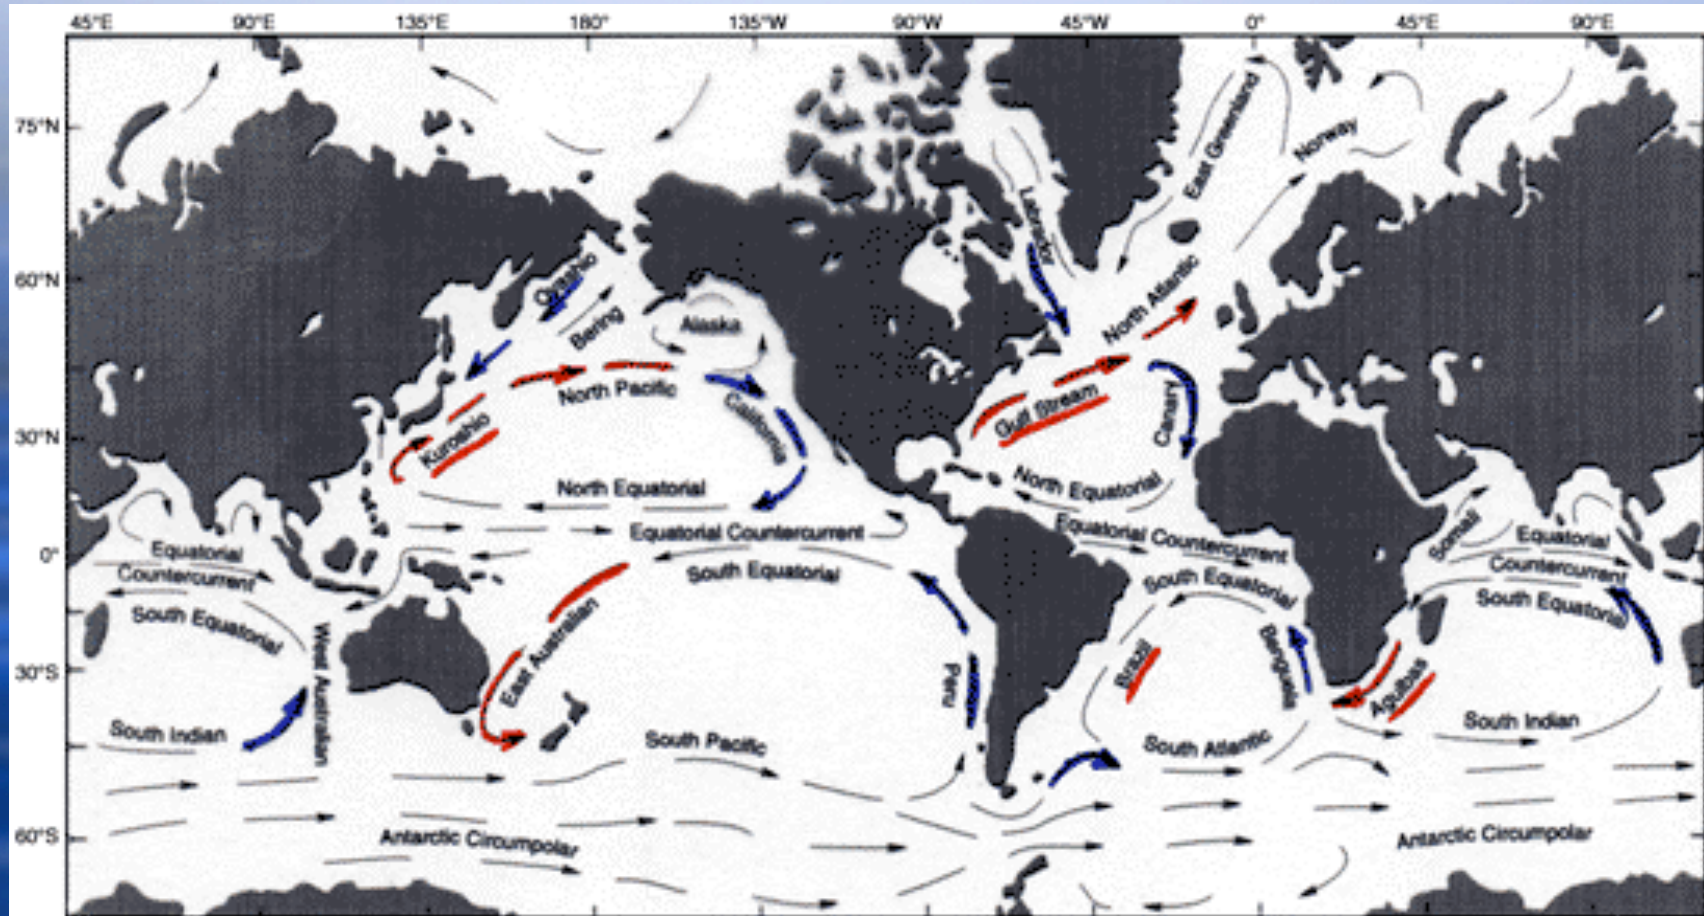 45°E 90°E 135°E 180° 135°W 90°W 45°W 0° 45°E 90°E
75°N
60°N
30°N
0°
30°S
60°S
East Greenland
Norway
Labrador
Oyashio
Bering
Alaska
North Atlantic
North Pacific
Kuroshio
California
Gulf Stream
Canary
North Equatorial
North Equatorial
Equatorial Countercurrent
Equatorial Countercurrent
Somali
Equatorial
Countercurrent
Equatorial
Countercurrent
South Equatorial
South Equatorial
South Equatorial
South Equatorial
West Australian
East Australian
Peru
Brazil
Benguela
Agulbas
South Indian
South Pacific
South Atlantic
South Indian
Antarctic Circumpolar
Antarctic Circumpolar